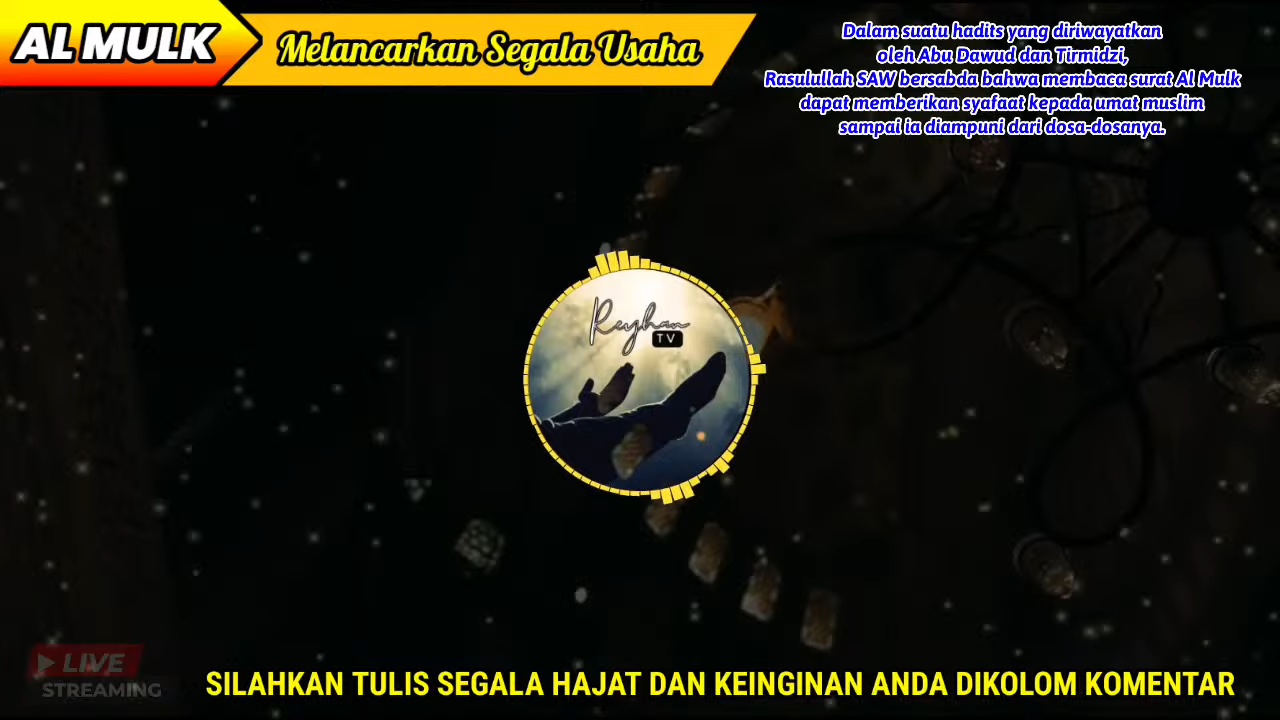 AL MULK
Melancarkan Segala Usaha
Dalam suatu hadits yang diriwayatkan
oleh Abu Dawud dan Tirmidzi,
Rasulullah SAW bersabda bahwa membaca surat Al Mulk
dapat memberikan syafaat kepada umat muslim
sampai ia diampuni dari dosa-dosanya.
Reyhan
TV
LIVE
STREAMING
SILAHKAN TULIS SEGALA HAJAT DAN KEINGINAN ANDA DIKOLOM KOMENTAR